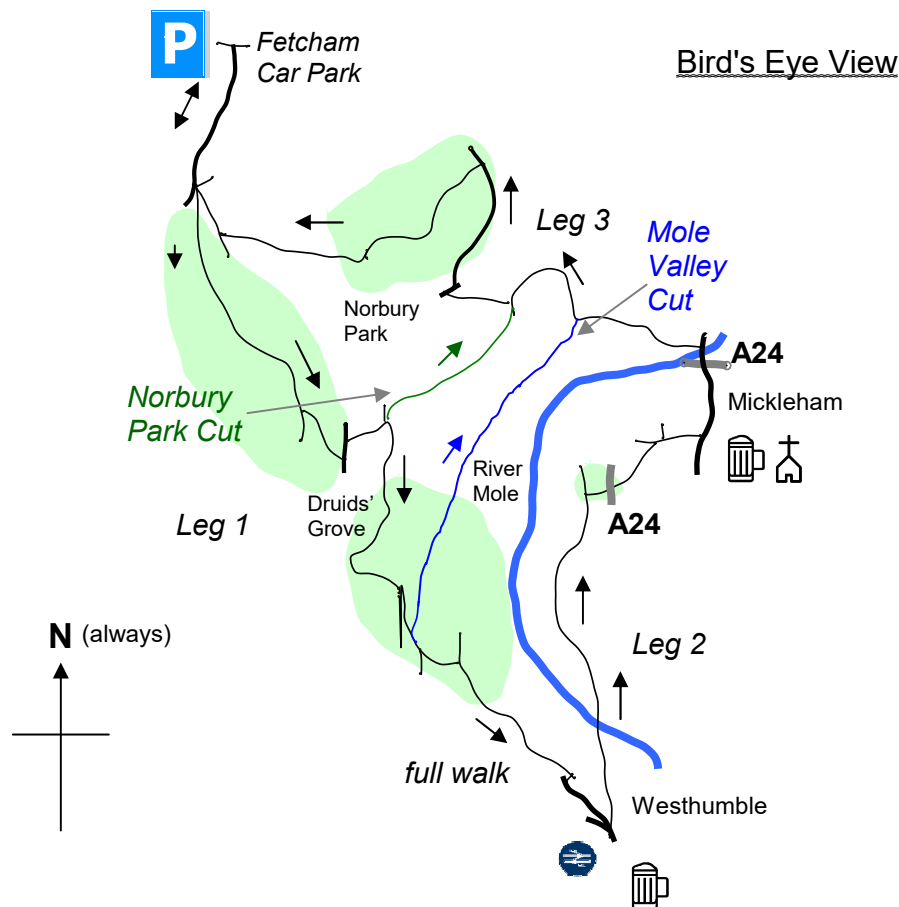 P
Fetcham
Car Park
Bird's Eye View
Leg 3
Mole
Valley
Cut
Norbury
Park
A24
Mickleham
Norbury
Park Cut
River
Mole
Druids'
Grove
Leg 1
A24
N (always)
Leg 2
full walk
Westhumble